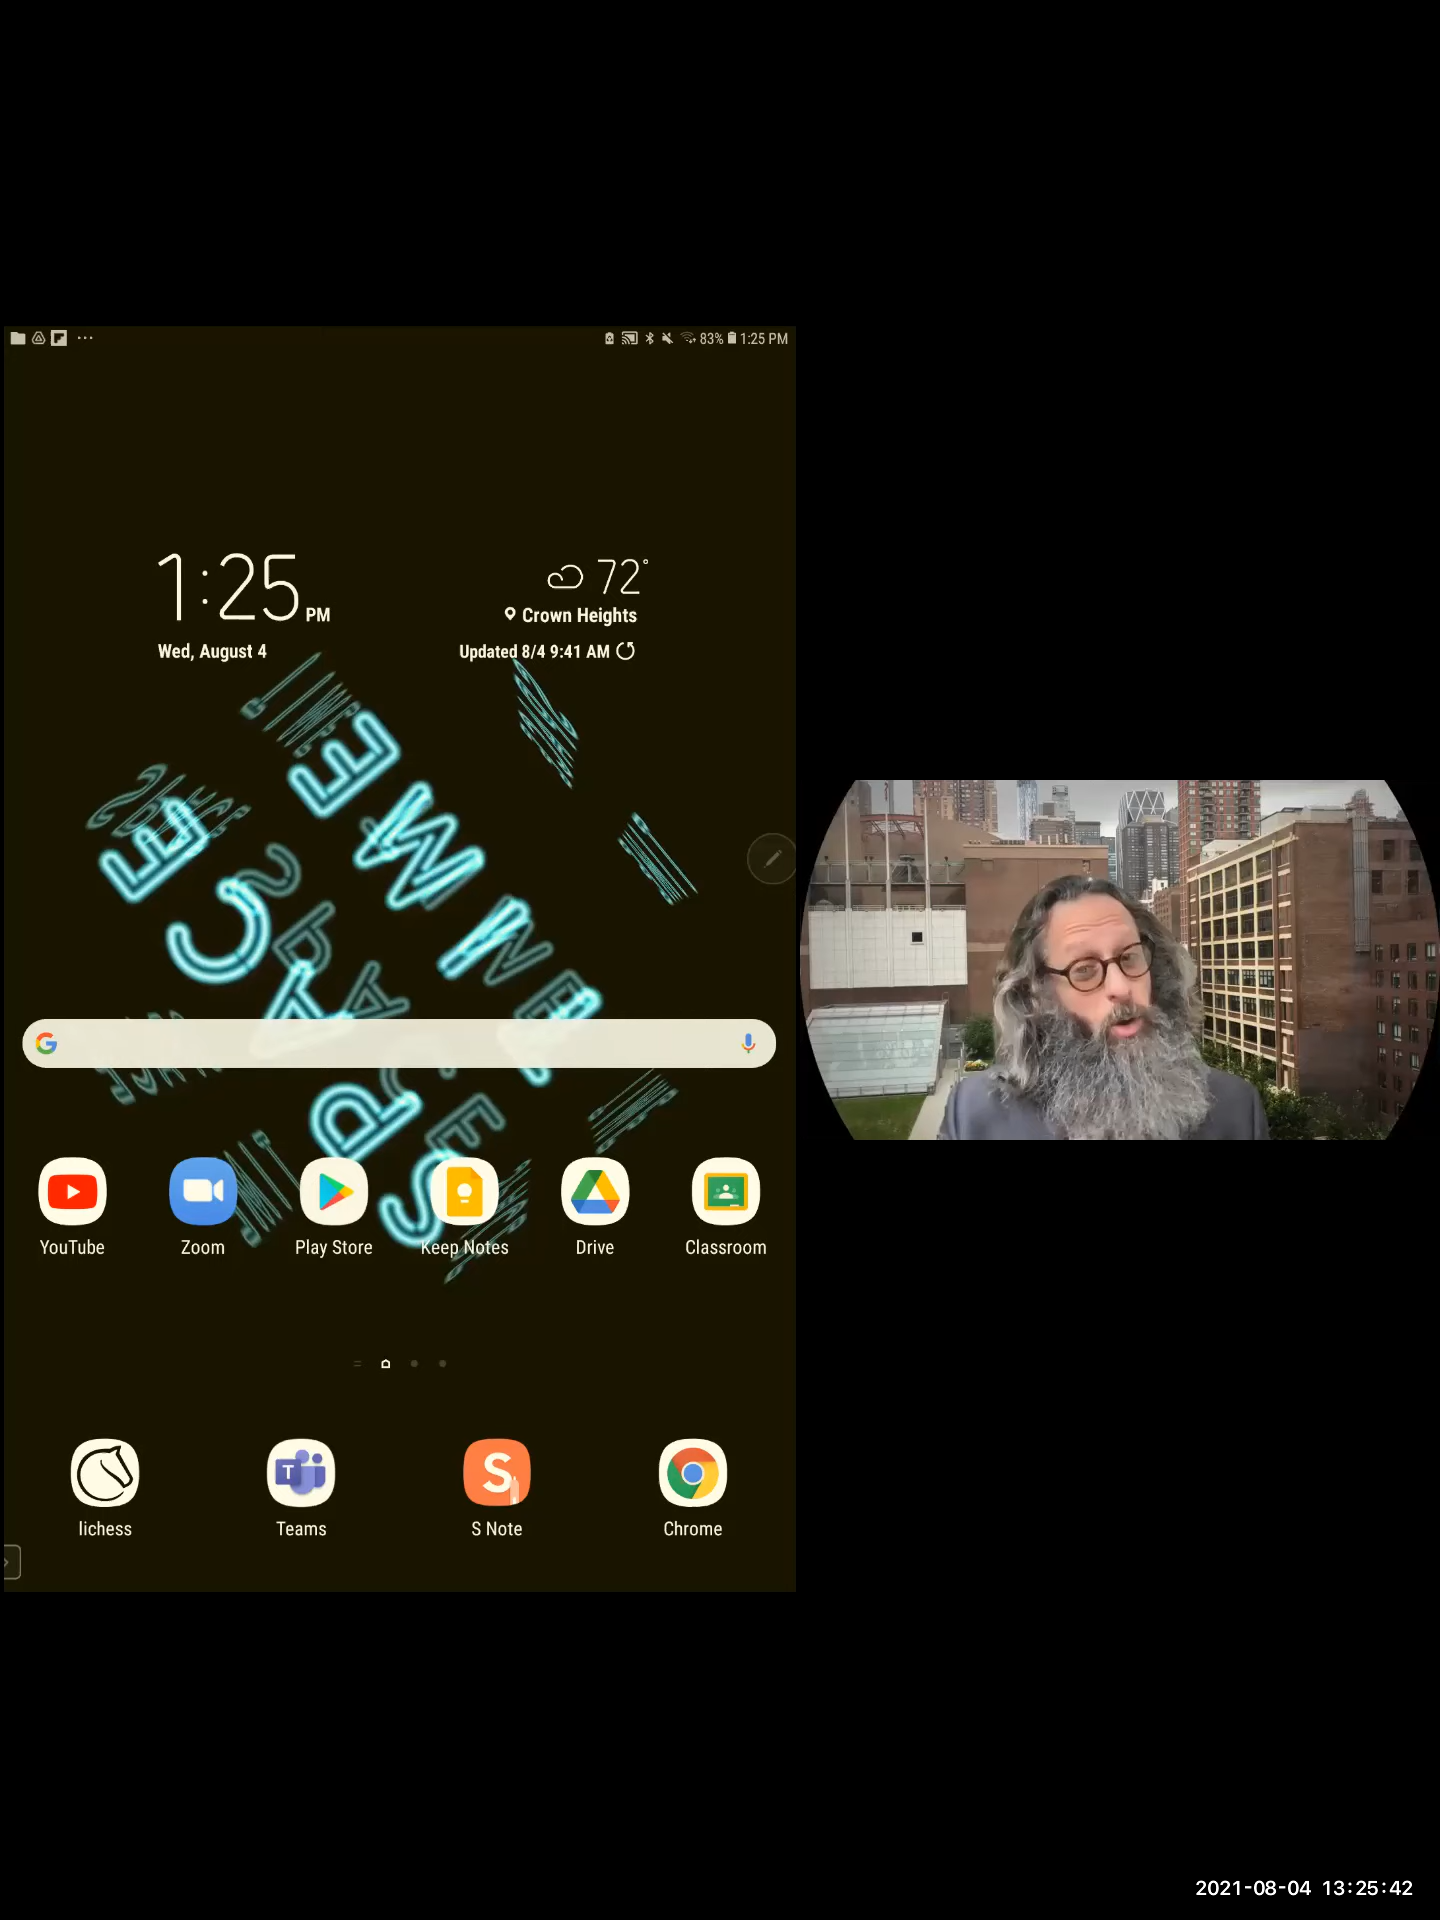 83% 1:25 PM
1:25 PM
72°
Crown Heights
Wed, August 4
Updated 8/4 9:41 AM
YouTube
Zoom
Play Store
Keep Notes
Drive
Classroom
T
S
lichess
Teams
S Note
Chrome
2021-08-04 13:25:42